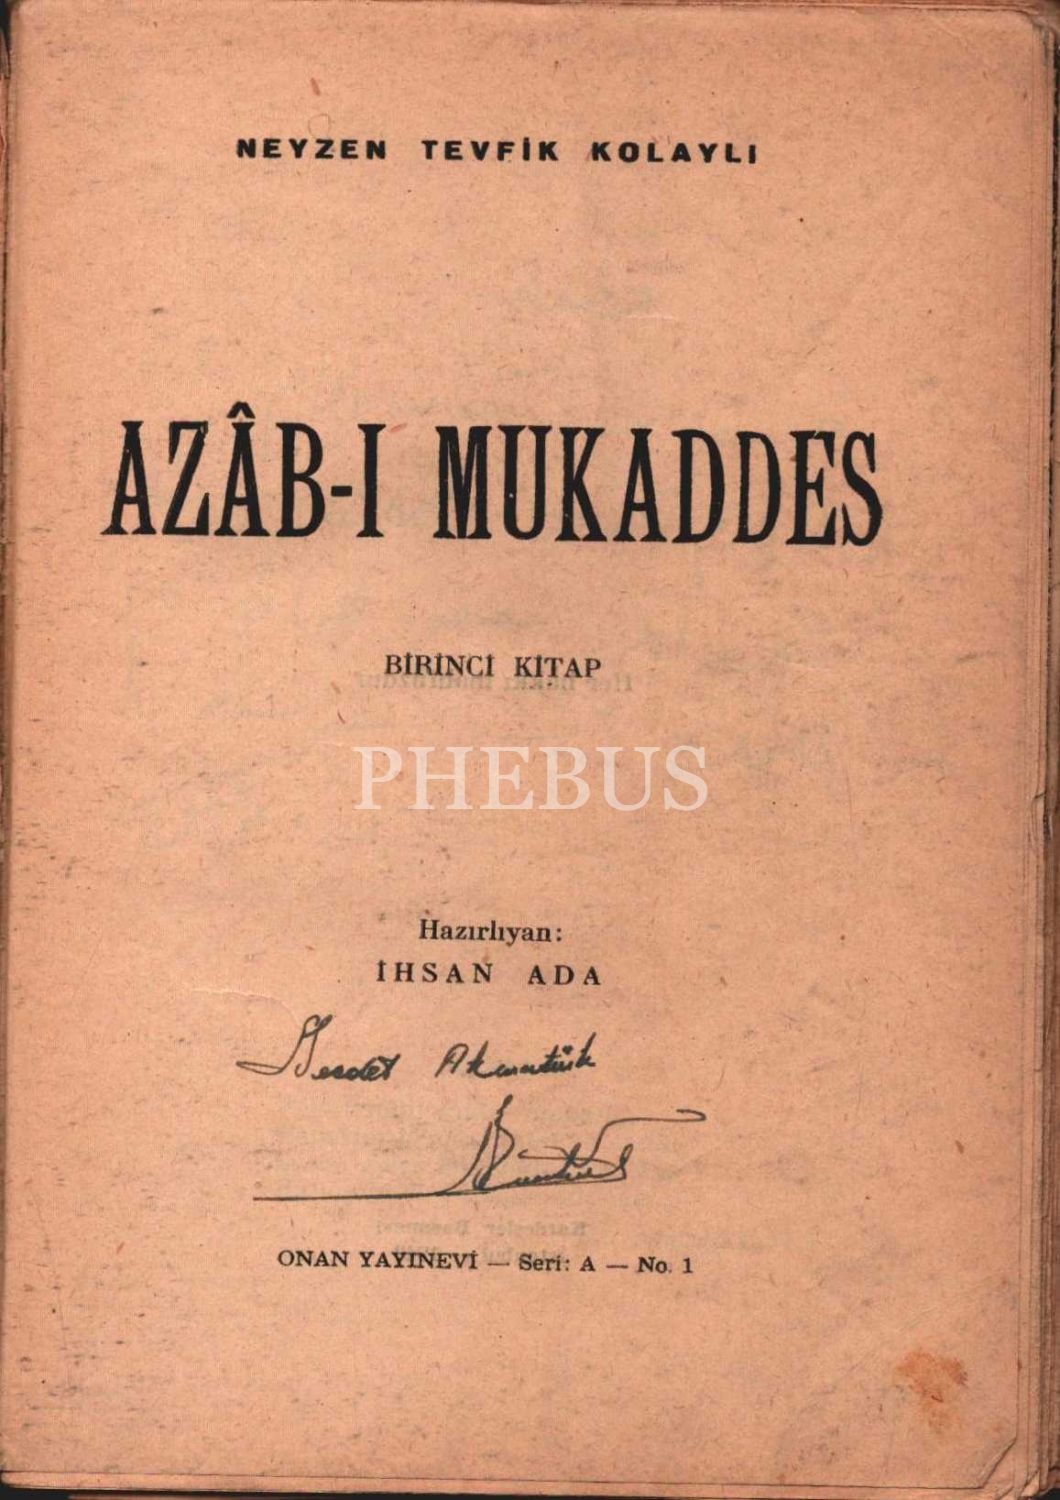 NEYZEN TEVFİK KOLAYLI
AZÂB-I MUKADDES
BİRİNCİ KİTAP
PHEBUS
Hazırlıyan:
İHSAN ADA
ONAN YAYINEVİ — Seri: A — No. 1